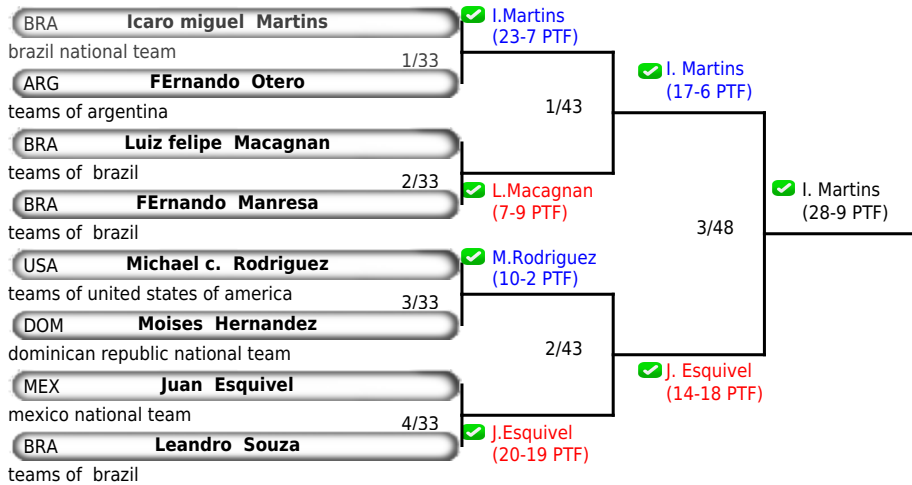 BRA Icaro miguel Martins
brazil national team
1/33
ARG FErnando Otero
teams of argentina
BRA Luiz felipe Macagnan
teams of brazil
2/33
BRA FErnando Manresa
teams of brazil
USA Michael c. Rodriguez
teams of united states of america
3/33
DOM Moises Hernandez
dominican republic national team
MEX Juan Esquivel
mexico national team
4/33
BRA Leandro Souza
teams of brazil
I.Martins
(23-7 PTF)
1/43
L.Macagnan
(7-9 PTF)
M.Rodriguez
(10-2 PTF)
2/43
J.Esquivel
(20-19 PTF)
I. Martins
(17-6 PTF)
3/48
J. Esquivel
(14-18 PTF)
I. Martins
(28-9 PTF)